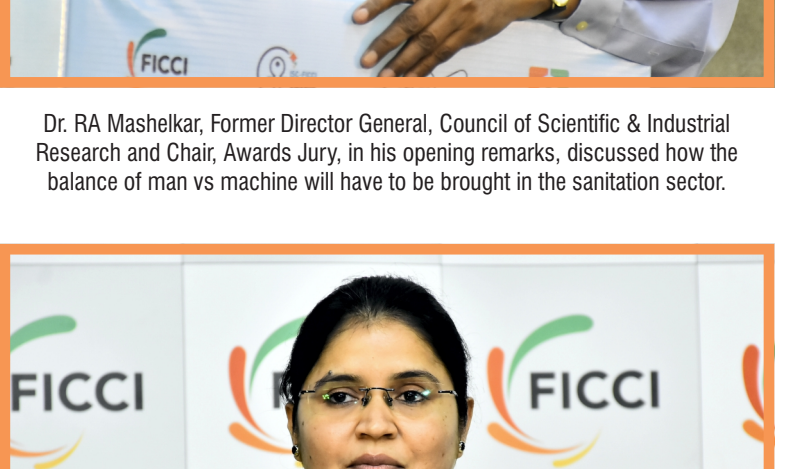 FICCI
Dr. RA Mashelkar, Former Director General, Council of Scientific & Industrial
Research and Chair, Awards Jury, in his opening remarks, discussed how the
balance of man vs machine will have to be brought in the sanitation sector.
FICCI
FICCI